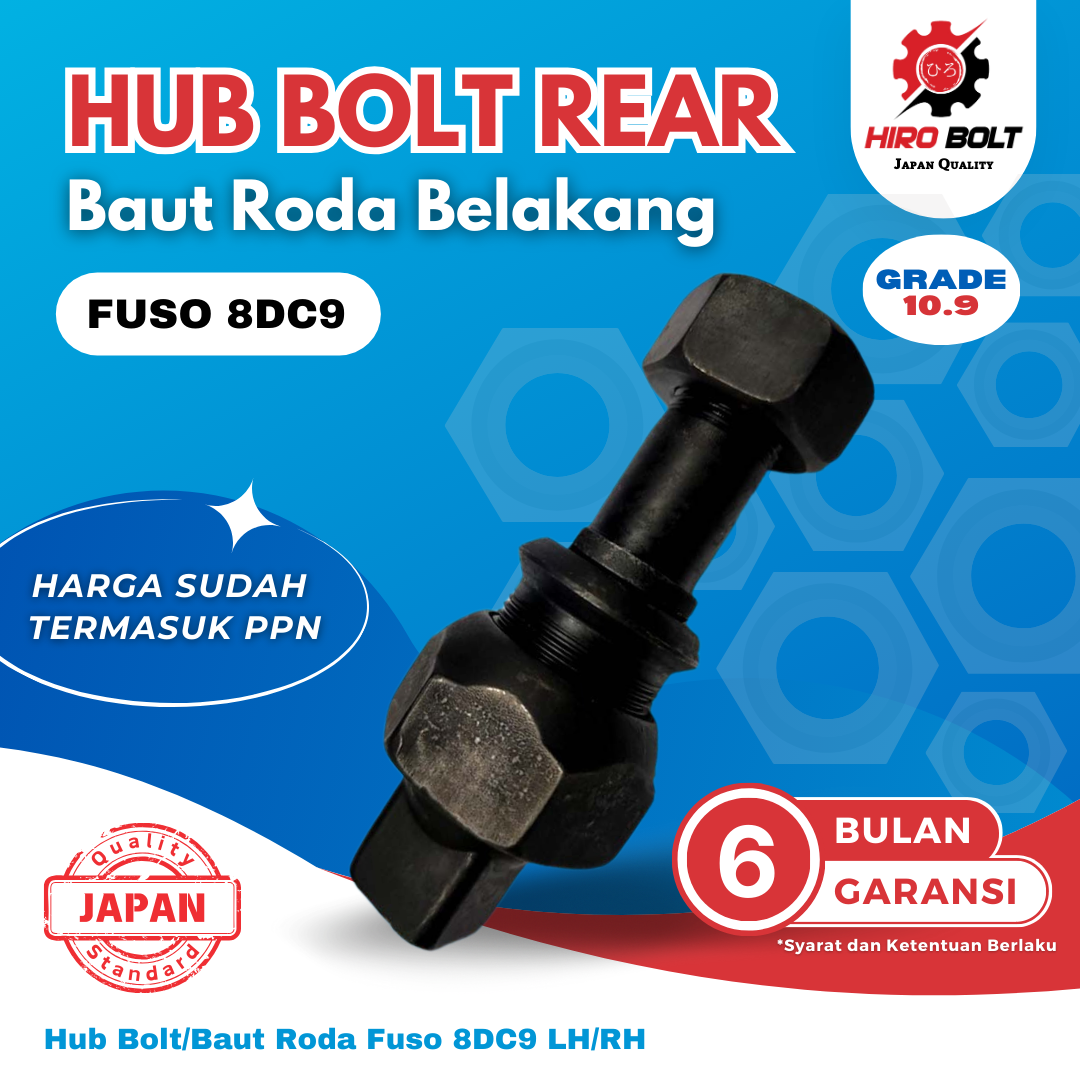 HUB BOLT REAR
Baut Roda Belakang
FUSO 8DC9
ひろ
HIRO BOLT
JAPAN QUALITY
GRADE
10.9
HARGA SUDAH
TERMASUK PPN
6
BULAN
GARANSI
*Syarat dan Ketentuan Berlaku
Quality
JAPAN
Standard
Hub Bolt/Baut Roda Fuso 8DC9 LH/RH